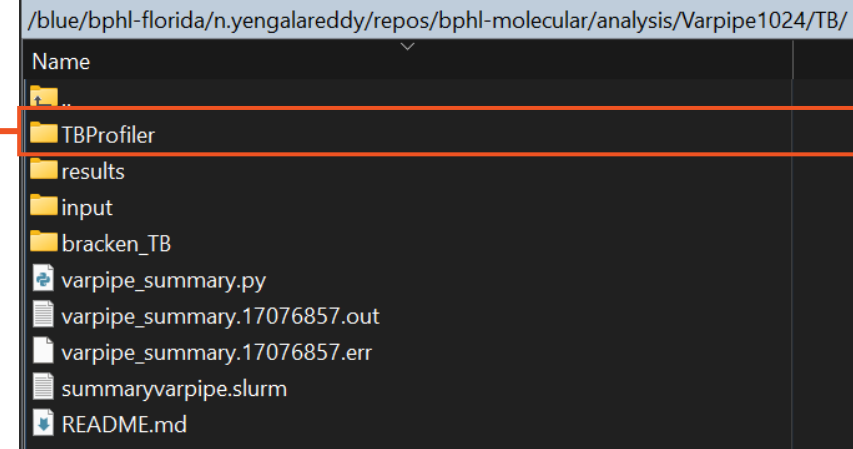 /blue/bphl-florida/n.yengalareddy/repos/bphl-molecular/analysis/Varpipe1024/TB/
Name
..
TBProfiler
results
input
bracken_TB
varpipe_summary.py
varpipe_summary.17076857.out
varpipe_summary.17076857.err
summaryvarpipe.slurm
README.md